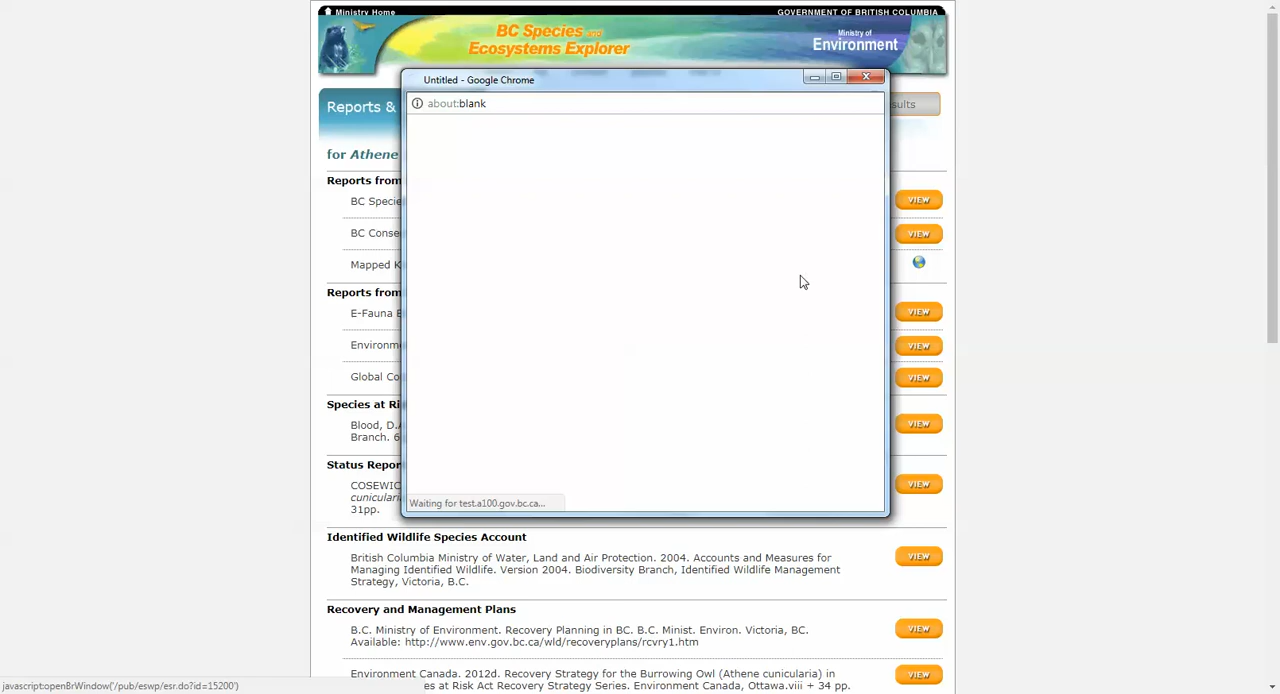 Ministry Home
GOVERNMENT OF BRITISH COLUMBIA
BC Species and
Ecosystems Explorer
Ministry of
Environment
Untitled - Google Chrome
about:blank
Reports &
for Athene
Reports from
BC Specie
VIEW
BC Conse
VIEW
Mapped K
Reports from
E-Fauna B
VIEW
Environm
VIEW
Global Co
VIEW
Species at Ri
Blood, D.A
Branch. 6
VIEW
Status Repor
COSEWIC
cunicularia
31pp.
VIEW
Waiting for test.a100.gov.bc.ca...
Identified Wildlife Species Account
British Columbia Ministry of Water, Land and Air Protection. 2004. Accounts and Measures for
Managing Identified Wildlife. Version 2004. Biodiversity Branch, Identified Wildlife Management
Strategy, Victoria, B.C.
VIEW
Recovery and Management Plans
B.C. Ministry of Environment. Recovery Planning in BC. B.C. Minist. Environ. Victoria, BC.
Available: http://www.env.gov.bc.ca/wld/recoveryplans/rcvry1.htm
VIEW
Environment Canada. 2012d. Recovery Strategy for the Burrowing Owl (Athene cunicularia) in
es at Risk Act Recovery Strategy Series. Environment Canada, Ottawa.viii + 34 pp.
VIEW
javascript:openBrWindow('/pub/eswp/esr.do?id=15200')